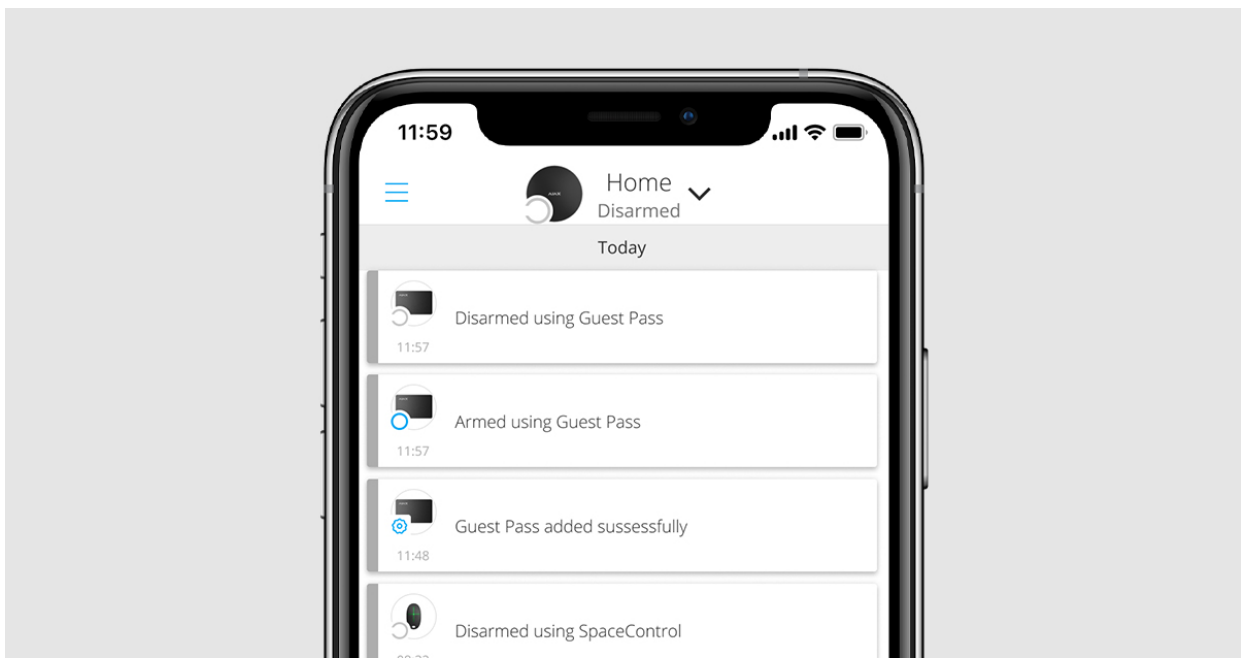 11:59
Home
Disarmed
Today
Disarmed using Guest Pass
11:57
Armed using Guest Pass
11:57
Guest Pass added sussessfully
11:48
Disarmed using SpaceControl